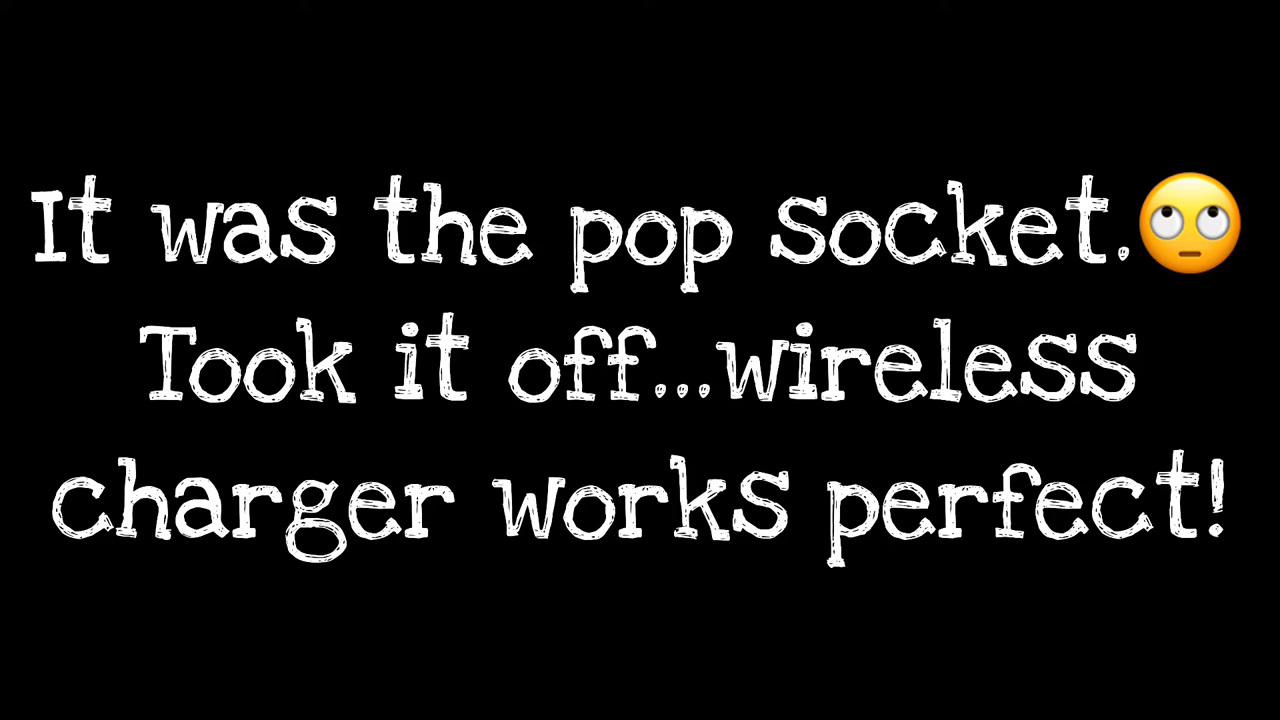 It was the pop socket.🙄
Took it off...wireless
charger works perfect!